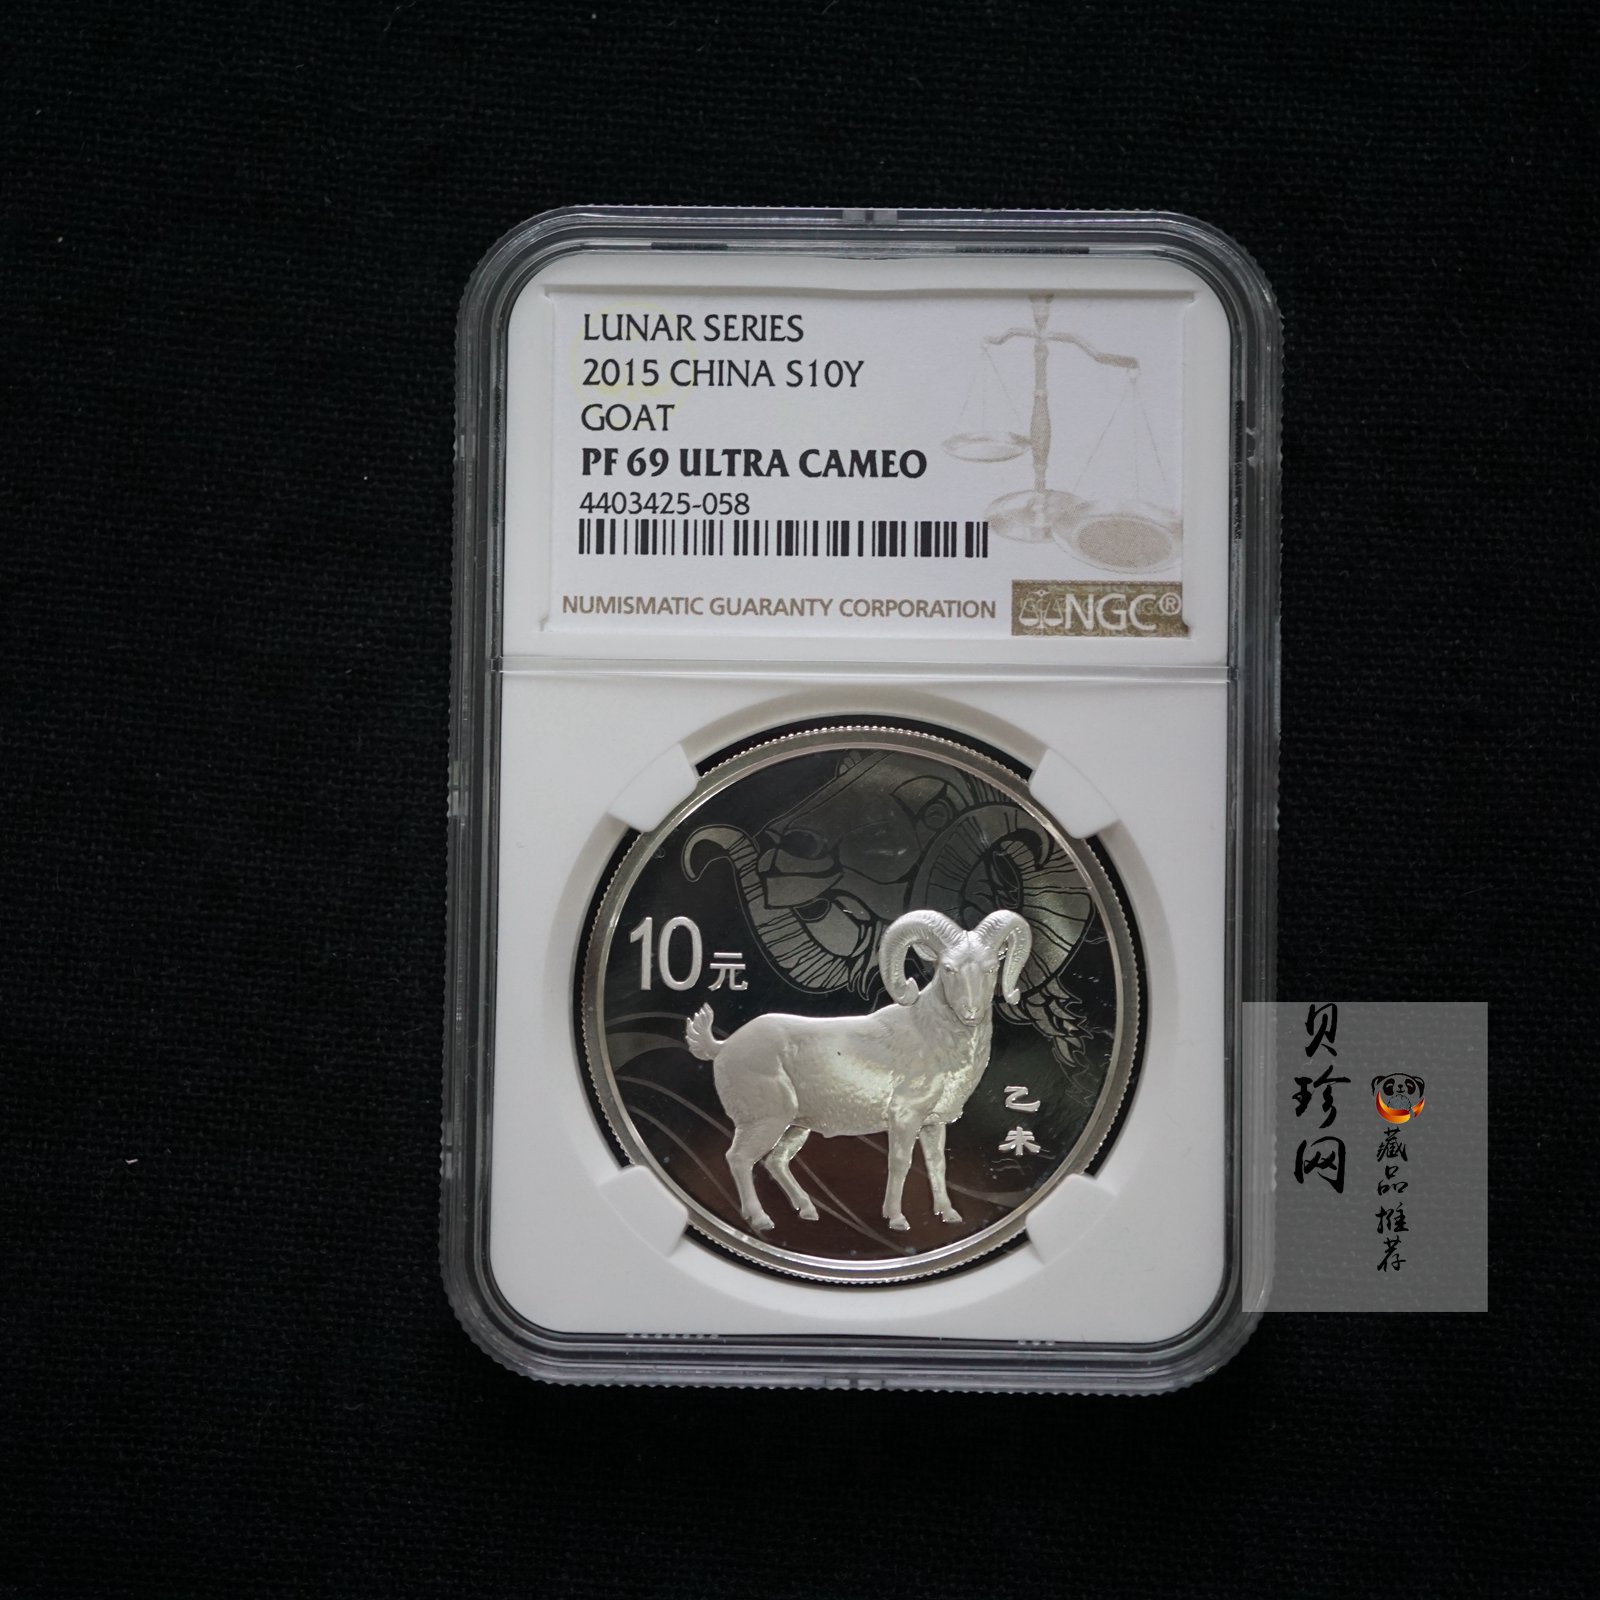 LUNAR SERIES
2015 CHINA S10Y
GOAT
PF 69 ULTRA CAMEO
4403425-058
NUMISMATIC GUARANTY CORPORATION
NGC®
10元
乙未
贝珍网
藏品推荐